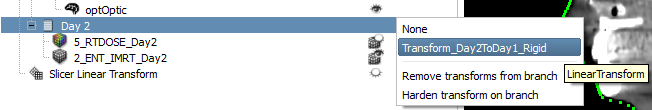 optOptic
Day 2
5_RTDOSE_Day2
2_ENT_IMRT_Day2
Slicer Linear Transform
None
Transform_Day2ToDay1_Rigid
Remove transforms from branch
Harden transform on branch
LinearTransform